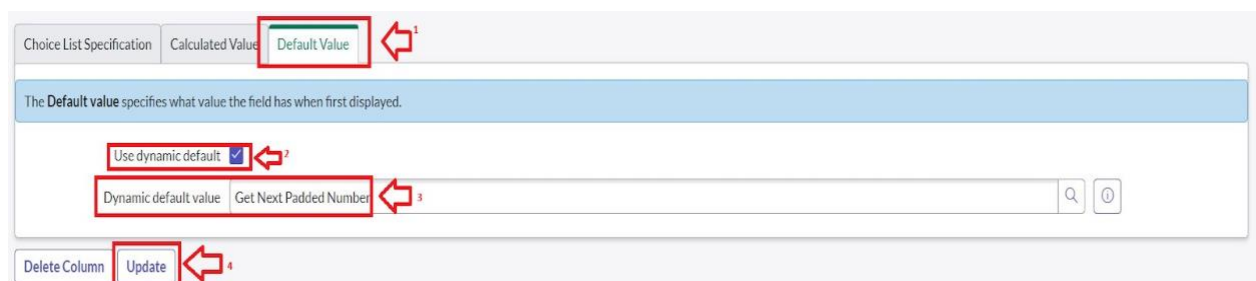 Choice List Specification Calculated Value Default Value 1
The Default value specifies what value the field has when first displayed.
Use dynamic default 2
Dynamic default value Get Next Padded Number 3
Delete Column Update 4